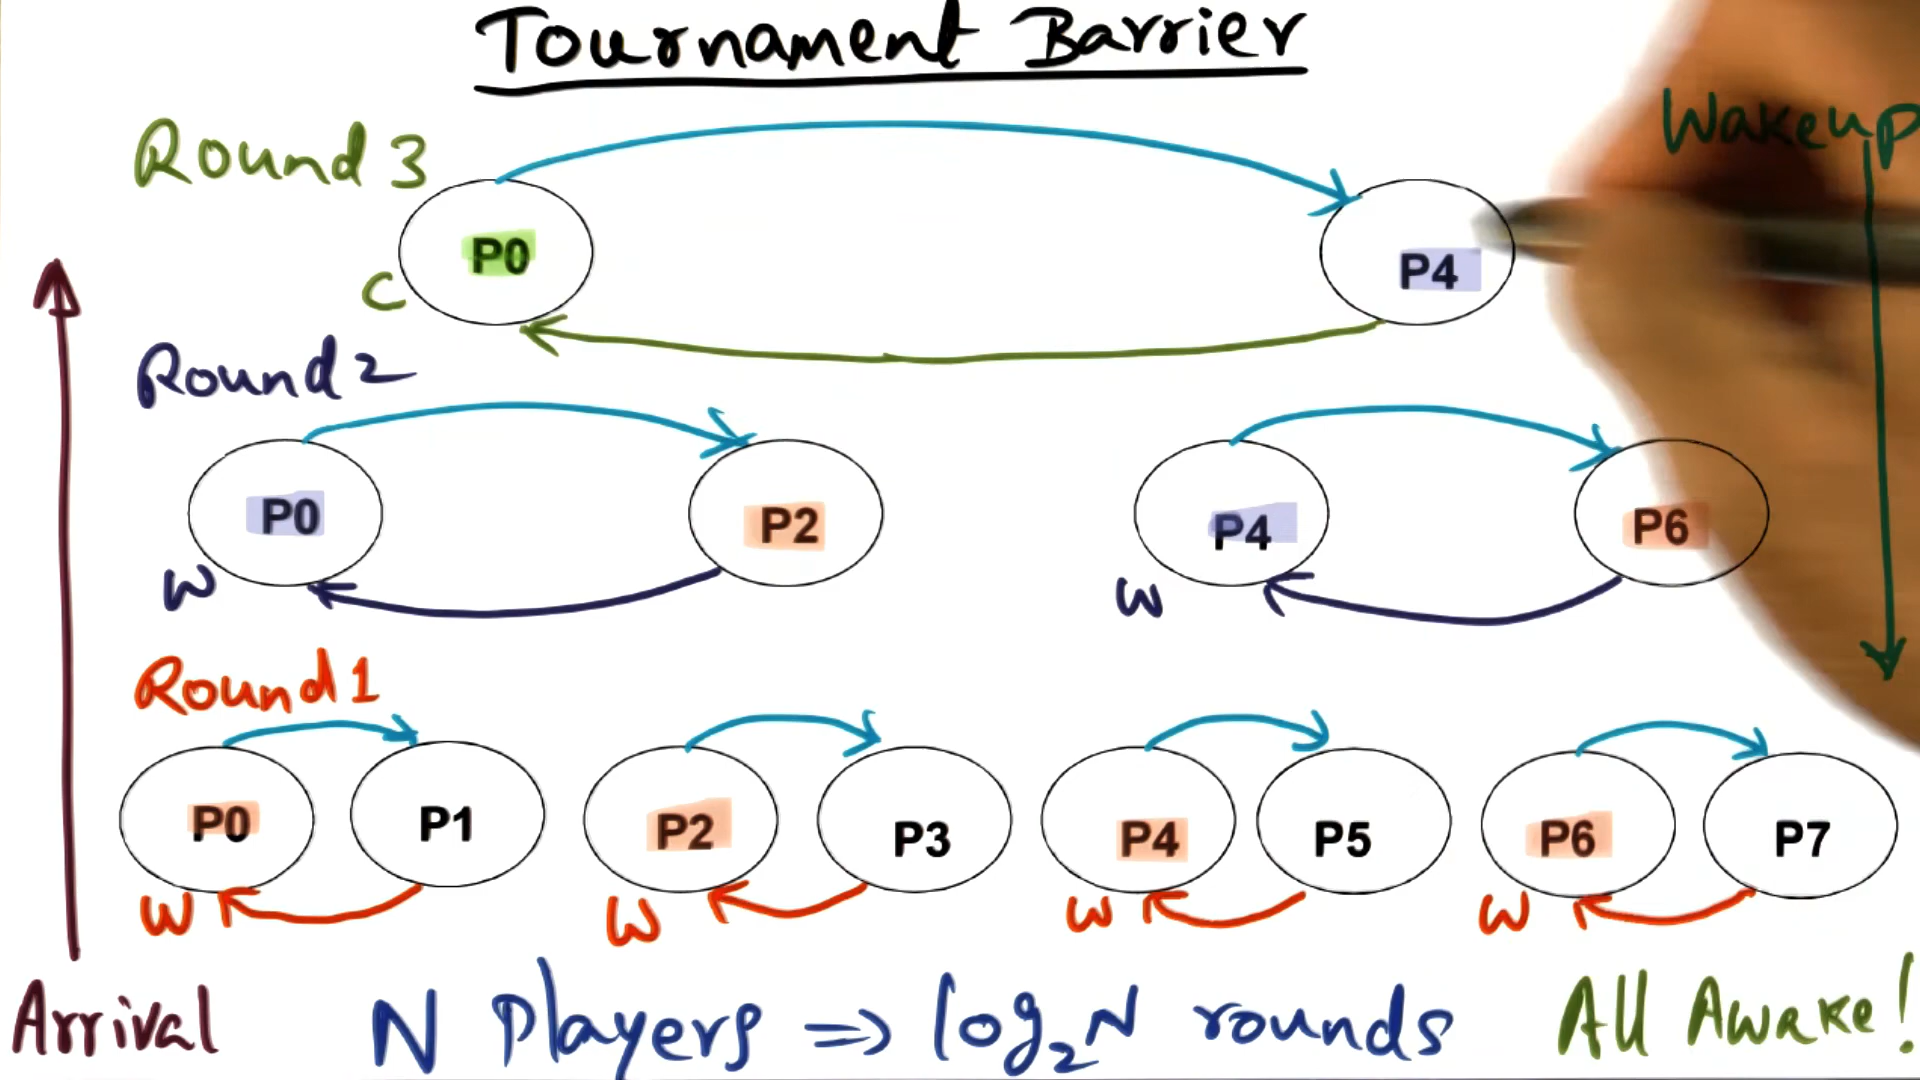 Tournament Barrier
Wakeup
Round 3
P0
P4
C
Round 2
P0
P2
P4
P6
W
W
Round 1
P0
P1
P2
P3
P4
P5
P6
P7
W
W
W
W
Arrival
N Players => log2N rounds
All Awake!